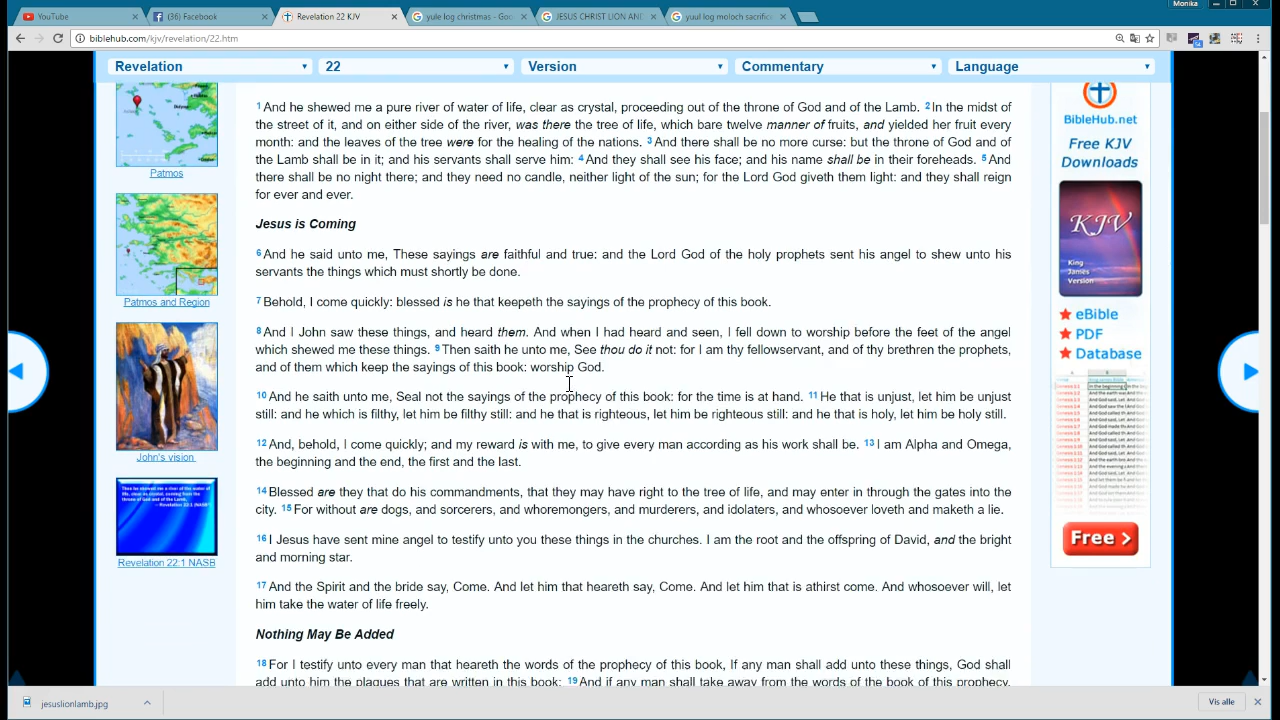 Monika
YouTube
(36) Facebook
Revelation 22 KJV
yule log christmas - Goo
JESUS CHRIST LION AND
yuul log moloch sacrific
biblehub.com/kjv/revelation/22.htm
Revelation
22
Version
Commentary
Language
1 And he shewed me a pure river of water of life, clear as crystal, proceeding out of the throne of God and of the Lamb. 2 In the midst
of the street of it, and on either side of the river, was there the tree of life, which bare twelve manner of fruits, and yielded her fruit every
month: and the leaves of the tree were for the healing of the nations. 3 And there shall be no more curse: but the throne of God and of
the Lamb shall be in it; and his servants shall serve him: 4 And they shall see his face; and his name shall be in their foreheads. 5 And
there shall be no night there; and they need no candle, neither light of the sun; for the Lord God giveth them light: and they shall reign
for ever and ever.
Jesus is Coming
6 And he said unto me, These sayings are faithful and true: and the Lord God of the holy prophets sent his angel to shew unto his
servants the things which must shortly be done.
7 Behold, I come quickly: blessed is he that keepeth the sayings of the prophecy of this book.
8 And I John saw these things, and heard them. And when I had heard and seen, I fell down to worship before the feet of the angel
which shewed me these things. 9 Then saith he unto me, See thou do it not: for I am thy fellowservant, and of thy brethren the prophets,
and of them which keep the sayings of this book: worship God.
10 And he saith unto me, Seal not the sayings of the prophecy of this book: for the time is at hand. 11 He that is unjust, let him be unjust
still: and he which is filthy, let him be filthy still: and he that is righteous, let him be righteous still: and he that is holy, let him be holy still.
12 And, behold, I come quickly; and my reward is with me, to give every man according as his work shall be. 13 I am Alpha and Omega,
the beginning and the end, the first and the last.
14 Blessed are they that do his commandments, that they may have right to the tree of life, and may enter in through the gates into the
city. 15 For without are dogs, and sorcerers, and whoremongers, and murderers, and idolaters, and whosoever loveth and maketh a lie.
16 I Jesus have sent mine angel to testify unto you these things in the churches. I am the root and the offspring of David, and the bright
and morning star.
17 And the Spirit and the bride say, Come. And let him that heareth say, Come. And let him that is athirst come. And whosoever will, let
him take the water of life freely.
Nothing May Be Added
18 For I testify unto every man that heareth the words of the prophecy of this book, If any man shall add unto these things, God shall
add unto him the plagues that are written in this book: 19 And if any man shall take away from the words of the book of this prophecy,
Patmos
Patmos and Region
John's vision
Revelation 22:1 NASB
BibleHub.net
Free KJV
Downloads
KJV
King
James
Version
eBible
PDF
Database
Free >
jesuslionlamb.jpg
Vis alle